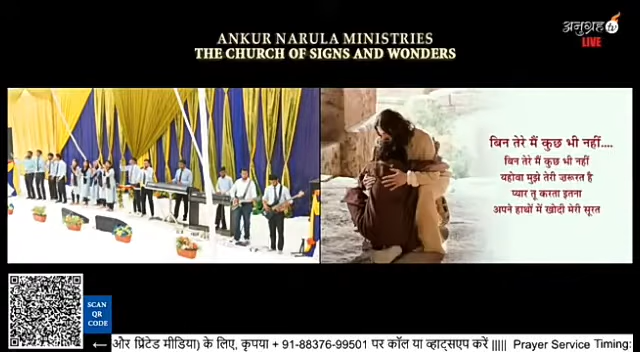 ANKUR NARULA MINISTRIES
THE CHURCH OF SIGNS AND WONDERS
अनुग्रह tv
LIVE
बिन तेरे मैं कुछ भी नहीं....
बिन तेरे मैं कुछ भी नहीं
यहोवा मुझे तेरी ज़रूरत है
प्यार तू करता इतना
अपने हाथों में खोदी मेरी सूरत
SCAN
QR
CODE
← और प्रिंटेड मीडिया) के लिए, कृपया + 91-88376-99501 पर कॉल या व्हाट्सएप करें ||||| Prayer Service Timing: